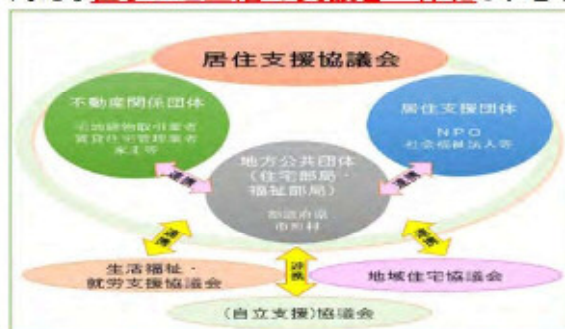 居住支援協議会
不動産関係団体
宅地建物取引業者
賃貸住宅管理業者
家主等
居住支援団体
NPO
社会福祉法人等
地方公共団体
(住宅部局・
福祉部局)
都道府県
市町村
連携
連携
連携
連携
連携
生活福祉・
就労支援協議会
地域住宅協議会
(自立支援)協議会